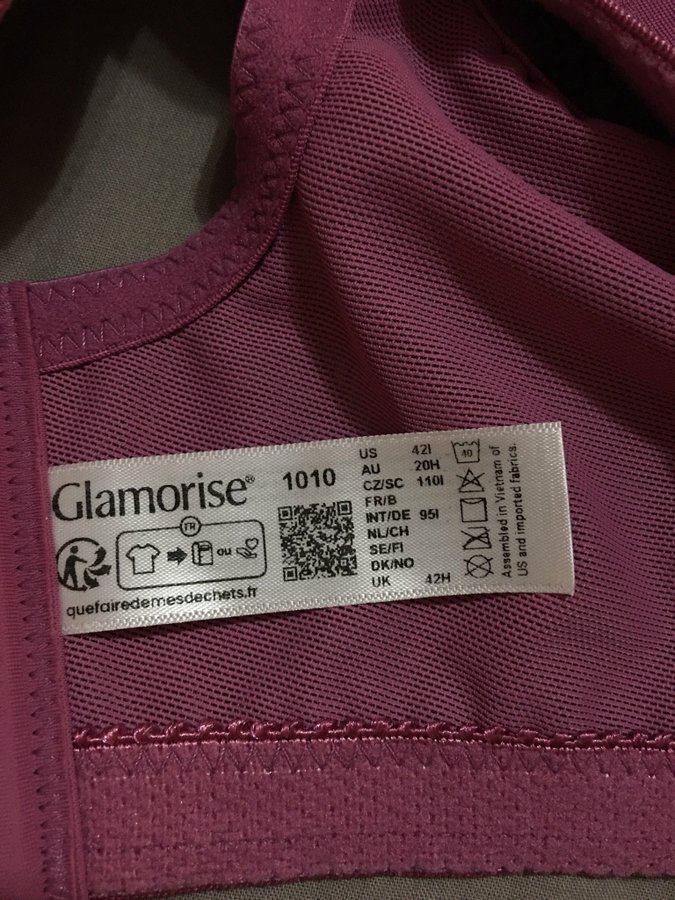 Glamorise® 1010
FR
ou
quefairedemesdechets.fr
US 42I
AU 20H
CZ/SC 110I
FR/B
INT/DE 95I
NL/CH
SE/FI
DK/NO
UK 42H
40
Assembled in Vietnam of
US and imported fabrics.